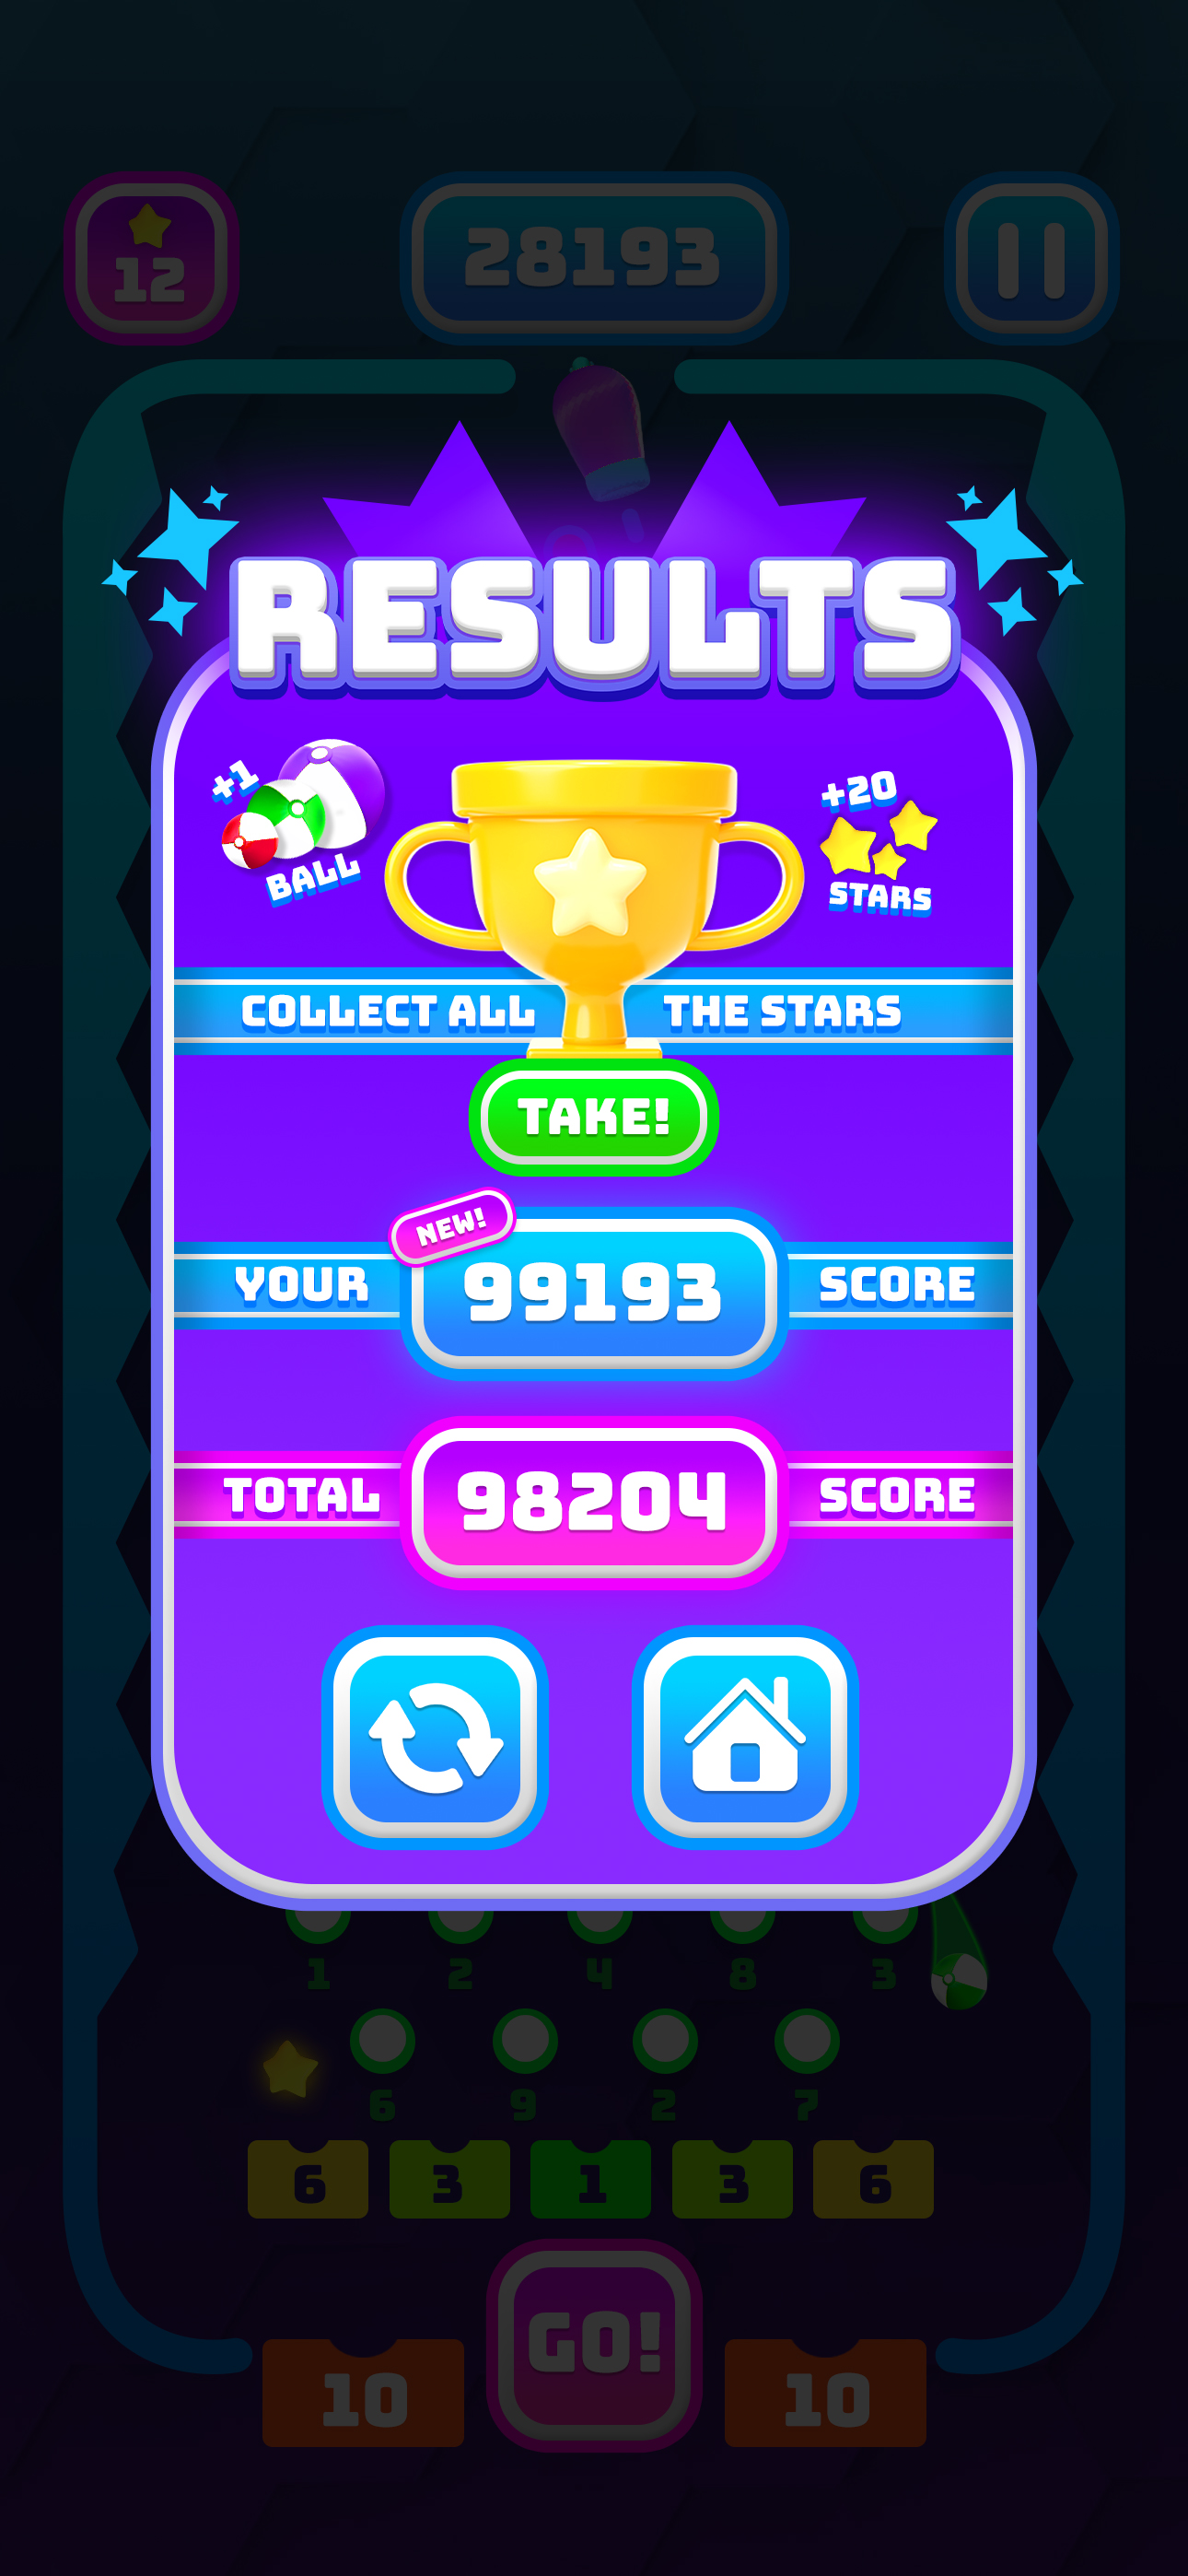 12
28193
RESULTS
+1
BALL
+20
STARS
COLLECT ALL THE STARS
TAKE!
NEW!
YOUR 99193 SCORE
TOTAL 98204 SCORE
1 2 4 8 3
6 9 2 7
6 3 1 3 6
GO!
10 10